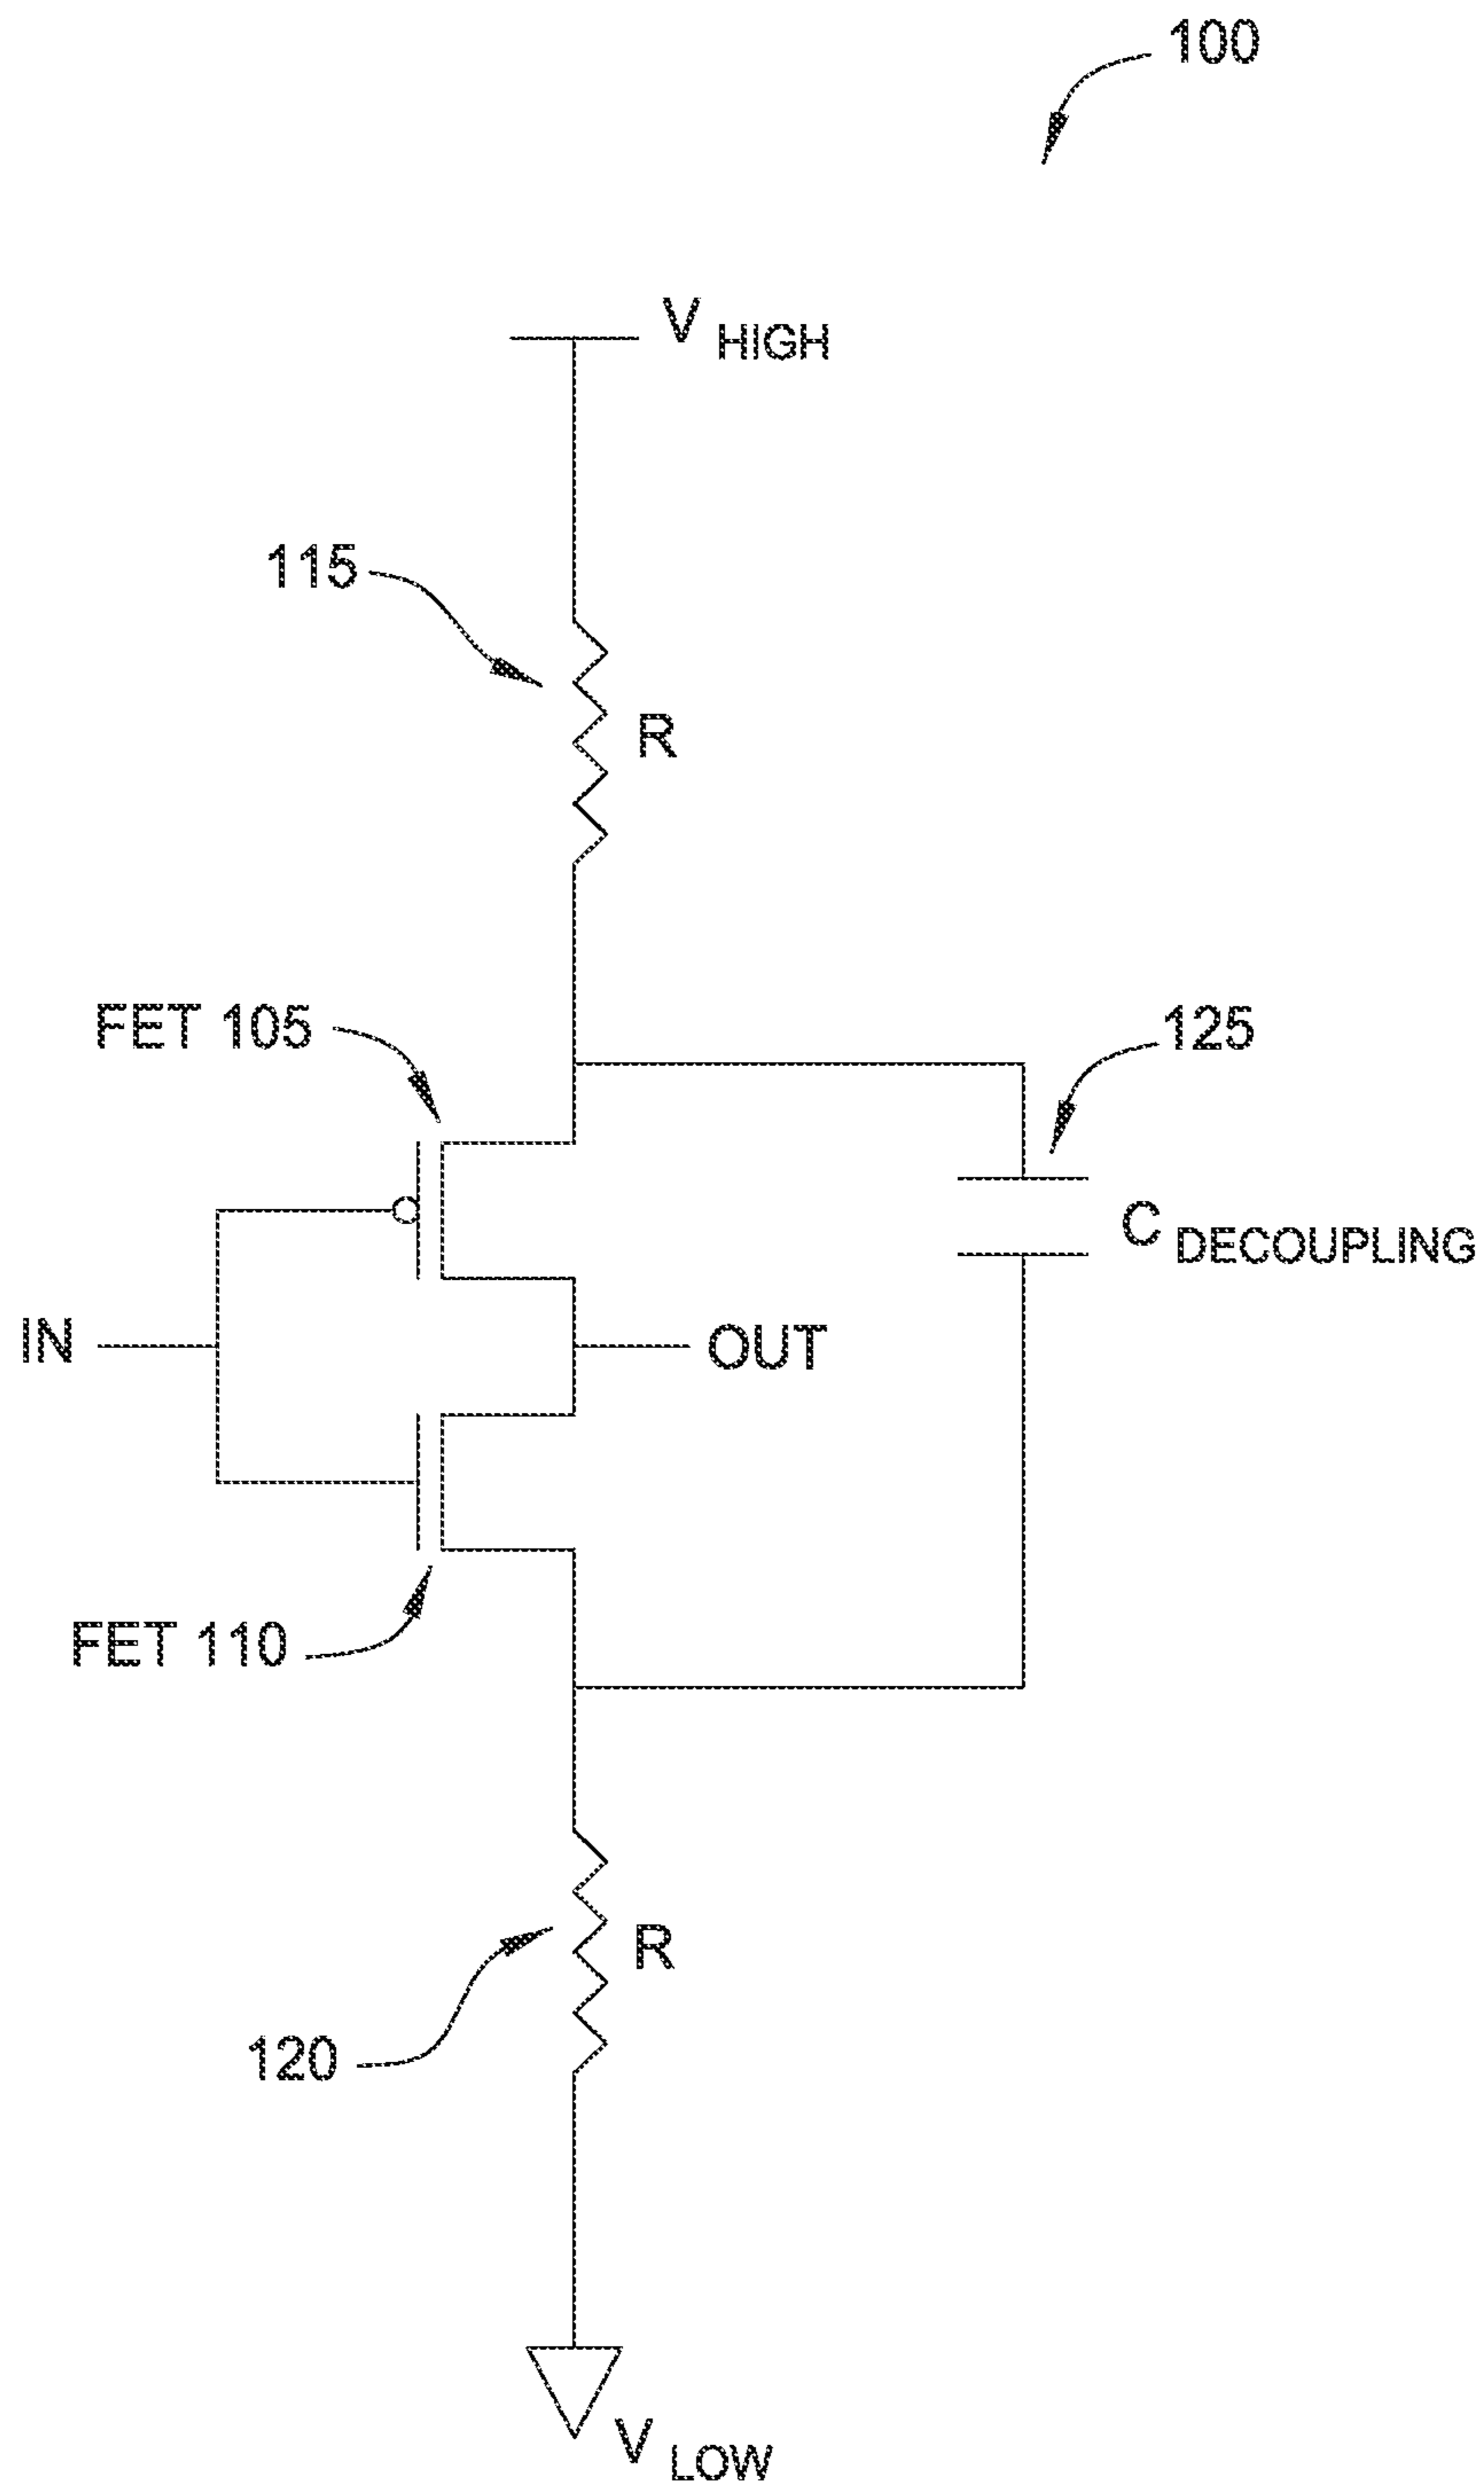 100
V HIGH
115
R
FET 105
125
C DECOUPLING
IN
OUT
FET 110
R
120
V LOW